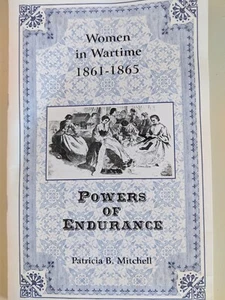 Women
in Wartime
1861-1865
POWERS
OF
ENDURANCE
Patricia B. Mitchell